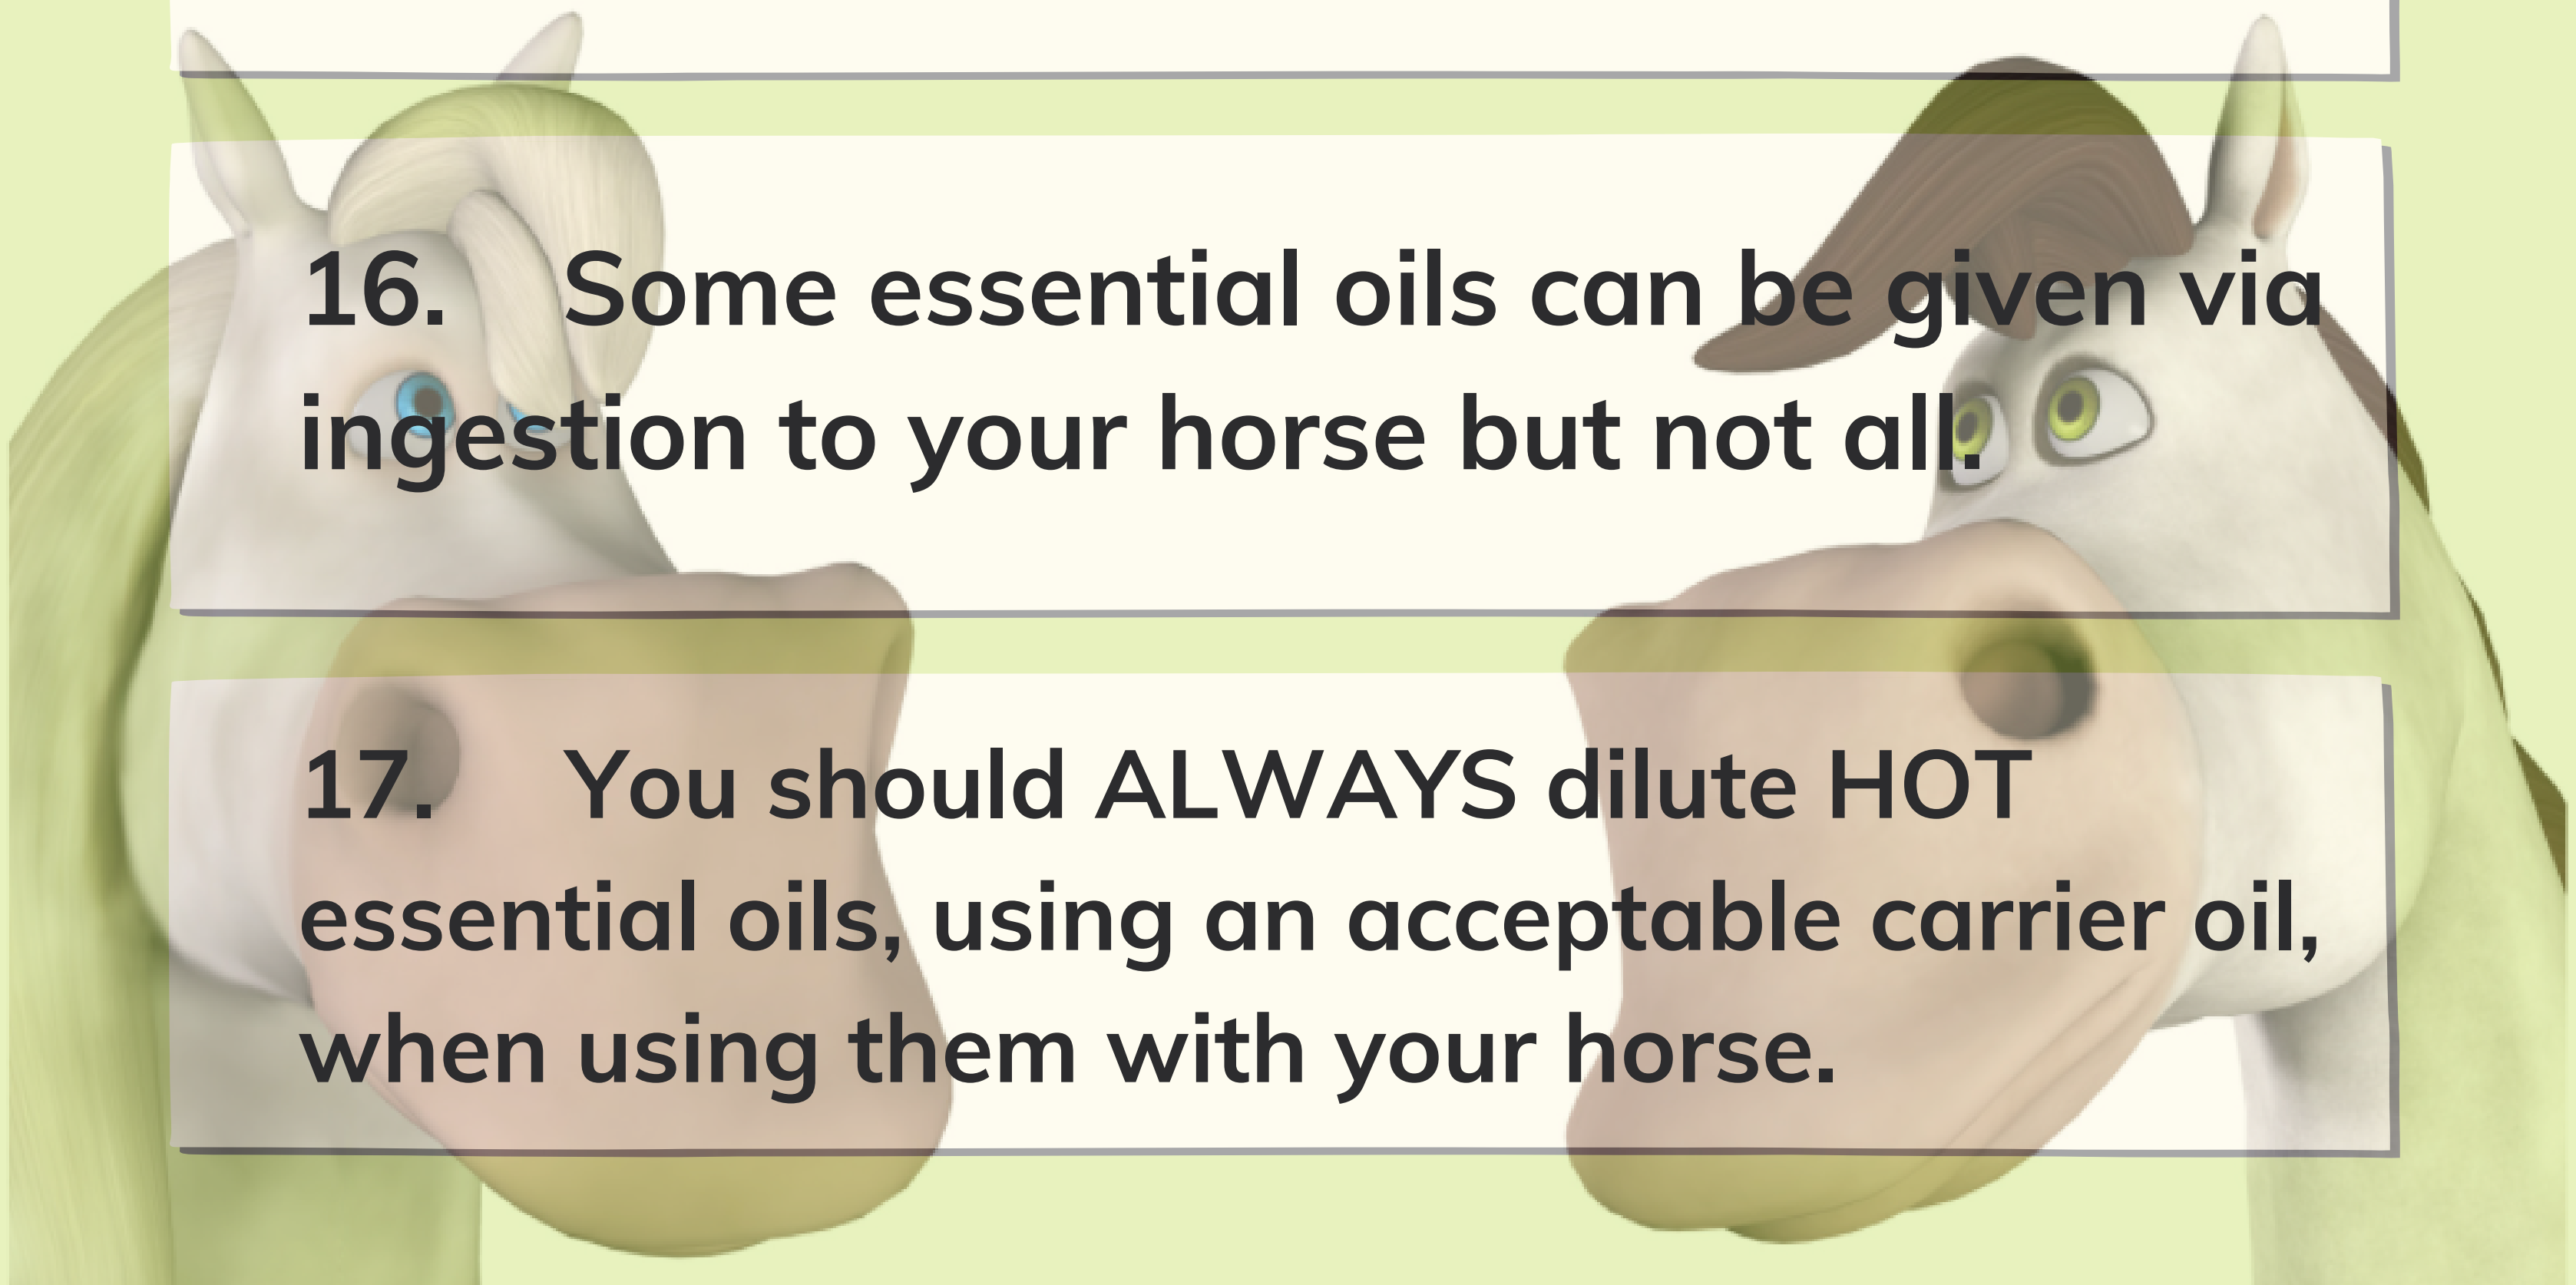 16. Some essential oils can be given via
ingestion to your horse but not all.
17. You should ALWAYS dilute HOT
essential oils, using an acceptable carrier oil,
when using them with your horse.